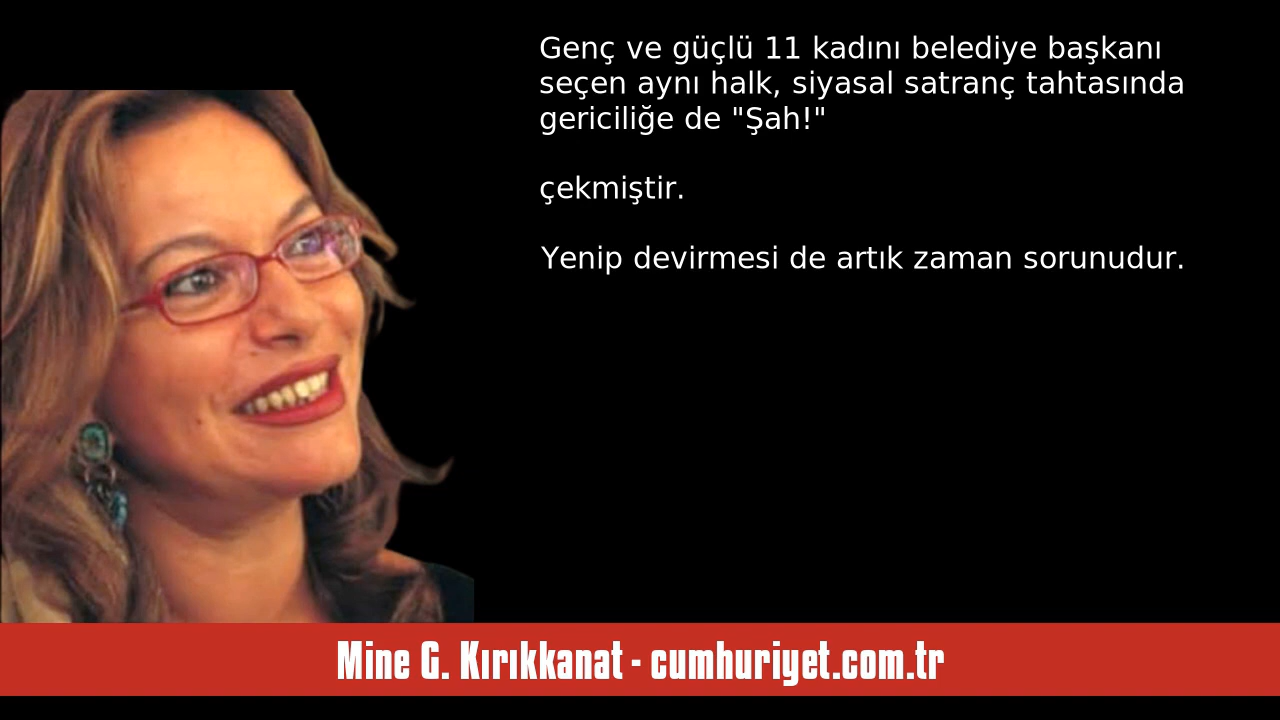 Genç ve güçlü 11 kadını belediye başkanı
seçen aynı halk, siyasal satranç tahtasında
gericiliğe de "Şah!"
çekmiştir.
Yenip devirmesi de artık zaman sorunudur.
Mine G. Kırıkkanat - cumhuriyet.com.tr